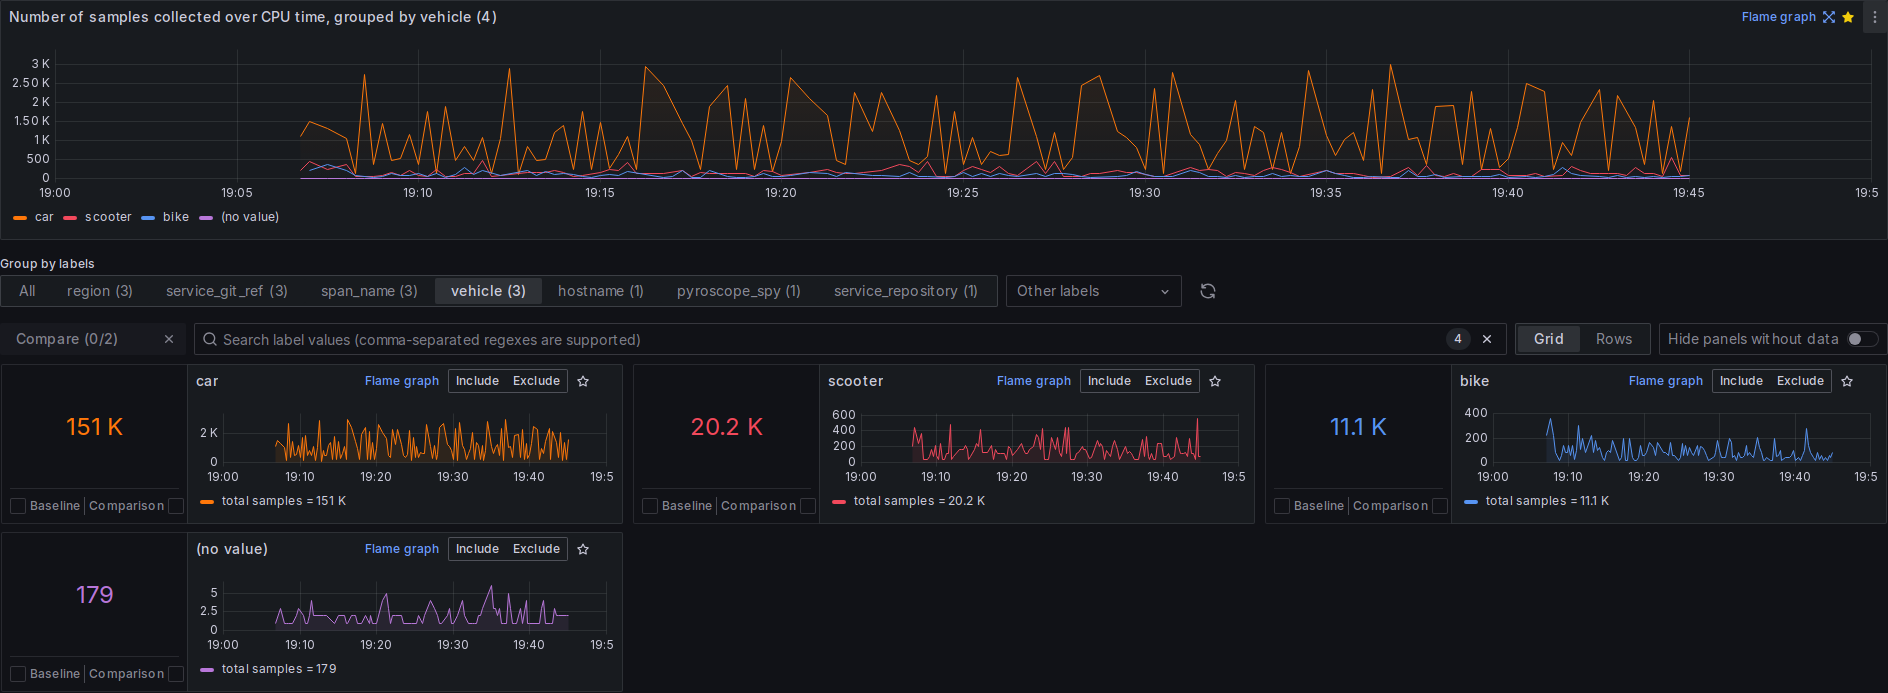 Number of samples collected over CPU time, grouped by vehicle (4)
Flame graph
3 K
2.50 K
2 K
1.50 K
1 K
500
0
19:00 19:05 19:10 19:15 19:20 19:25 19:30 19:35 19:40 19:45 19:5
car scooter bike (no value)
Group by labels
All region (3) service_git_ref (3) span_name (3) vehicle (3) hostname (1) pyroscope_spy (1) service_repository (1) Other labels
Compare (0/2) Search label values (comma-separated regexes are supported) 4 Grid Rows Hide panels without data
151 K
Baseline Comparison
car Flame graph Include Exclude
2 K
0
19:00 19:10 19:20 19:30 19:40 19:5
total samples = 151 K
20.2 K
Baseline Comparison
scooter Flame graph Include Exclude
600
400
200
0
19:00 19:10 19:20 19:30 19:40 19:5
total samples = 20.2 K
11.1 K
Baseline Comparison
bike Flame graph Include Exclude
400
200
0
19:00 19:10 19:20 19:30 19:40 19:5
total samples = 11.1 K
179
Baseline Comparison
(no value) Flame graph Include Exclude
5
2.5
0
19:00 19:10 19:20 19:30 19:40 19:5
total samples = 179